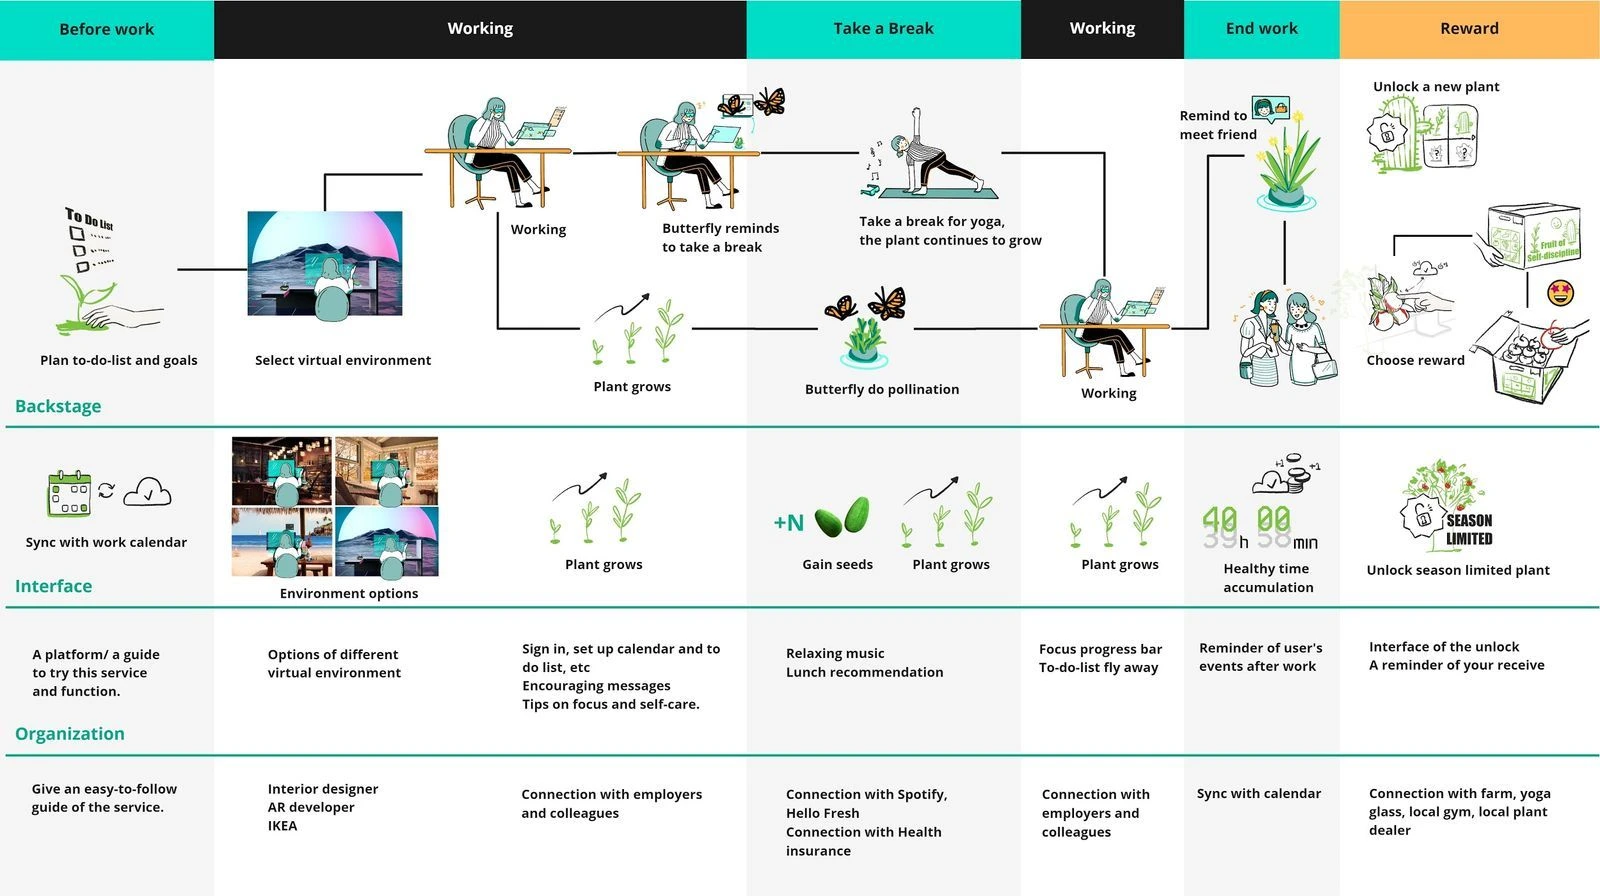 Before work
Working
Take a Break
Working
End work
Reward
To Do List
Plan to-do-list and goals
Select virtual environment
Working
Butterfly reminds
to take a break
Plant grows
Take a break for yoga,
the plant continues to grow
Butterfly do pollination
Working
Remind to
meet friend
Unlock a new plant
Fruit of
Self-discipline
Choose reward
Backstage
Sync with work calendar
Environment options
Plant grows
+N
Gain seeds
Plant grows
Plant grows
+1
+1
40 00
39h 58min
Healthy time
accumulation
SEASON
LIMITED
Unlock season limited plant
Interface
A platform/ a guide
to try this service
and function.
Options of different
virtual environment
Sign in, set up calendar and to
do list, etc
Encouraging messages
Tips on focus and self-care.
Relaxing music
Lunch recommendation
Focus progress bar
To-do-list fly away
Reminder of user's
events after work
Interface of the unlock
A reminder of your receive
Organization
Give an easy-to-follow
guide of the service.
Interior designer
AR developer
IKEA
Connection with employers
and colleagues
Connection with Spotify,
Hello Fresh
Connection with Health
insurance
Connection with
employers and
colleagues
Sync with calendar
Connection with farm, yoga
glass, local gym, local plant
dealer